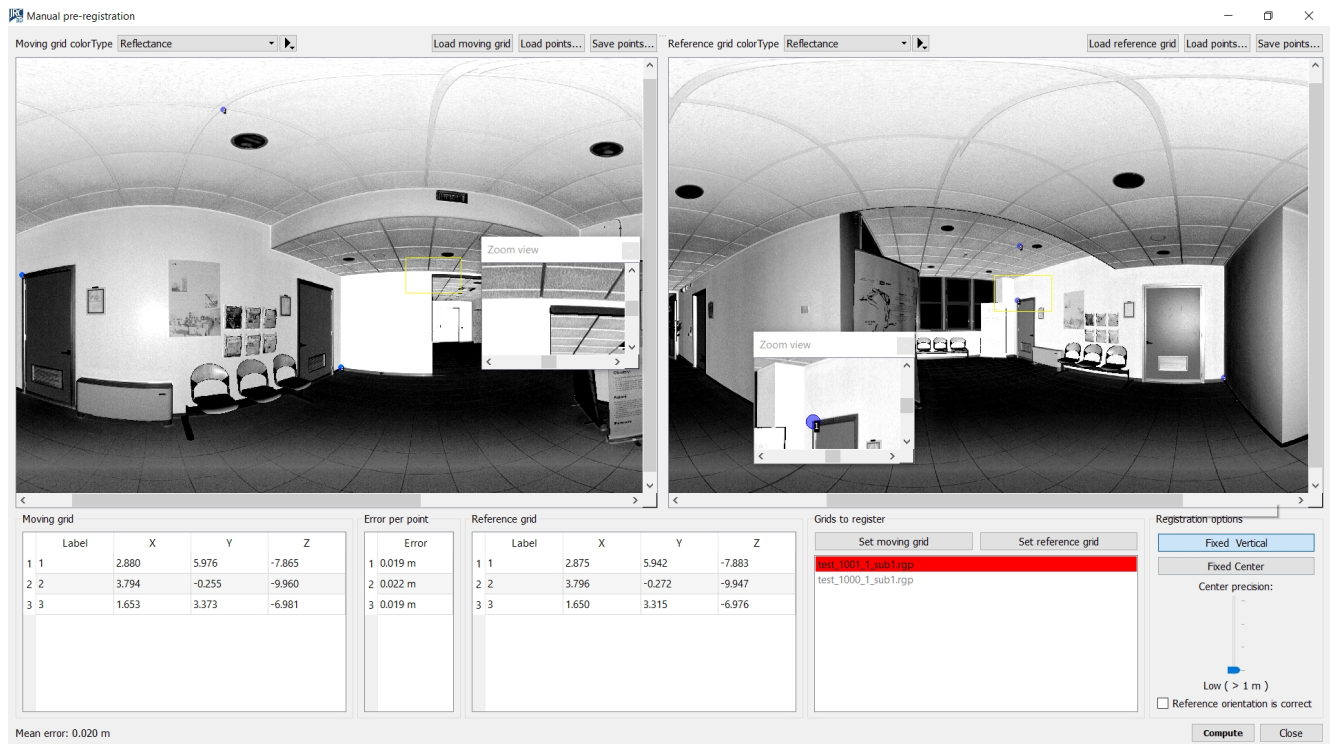 Manual pre-registration
Moving grid colorType Reflectance Load moving grid Load points... Save points...
Reference grid colorType Reflectance Load reference grid Load points... Save points...
Zoom view
Zoom view
1
Moving grid
Label X Y Z
1 1 2.880 5.976 -7.865
2 2 3.794 -0.255 -9.960
3 3 1.653 3.373 -6.981
Error per point
Error
1 0.019 m
2 0.022 m
3 0.019 m
Reference grid
Label X Y Z
1 1 2.875 5.942 -7.883
2 2 3.796 -0.272 -9.947
3 3 1.650 3.315 -6.976
Grids to register
Set moving grid Set reference grid
test_1001_1_sub1.rgp
test_1000_1_sub1.rgp
Registration options
Fixed Vertical
Fixed Center
Center precision:
Low ( > 1 m )
Reference orientation is correct
Mean error: 0.020 m
Compute Close